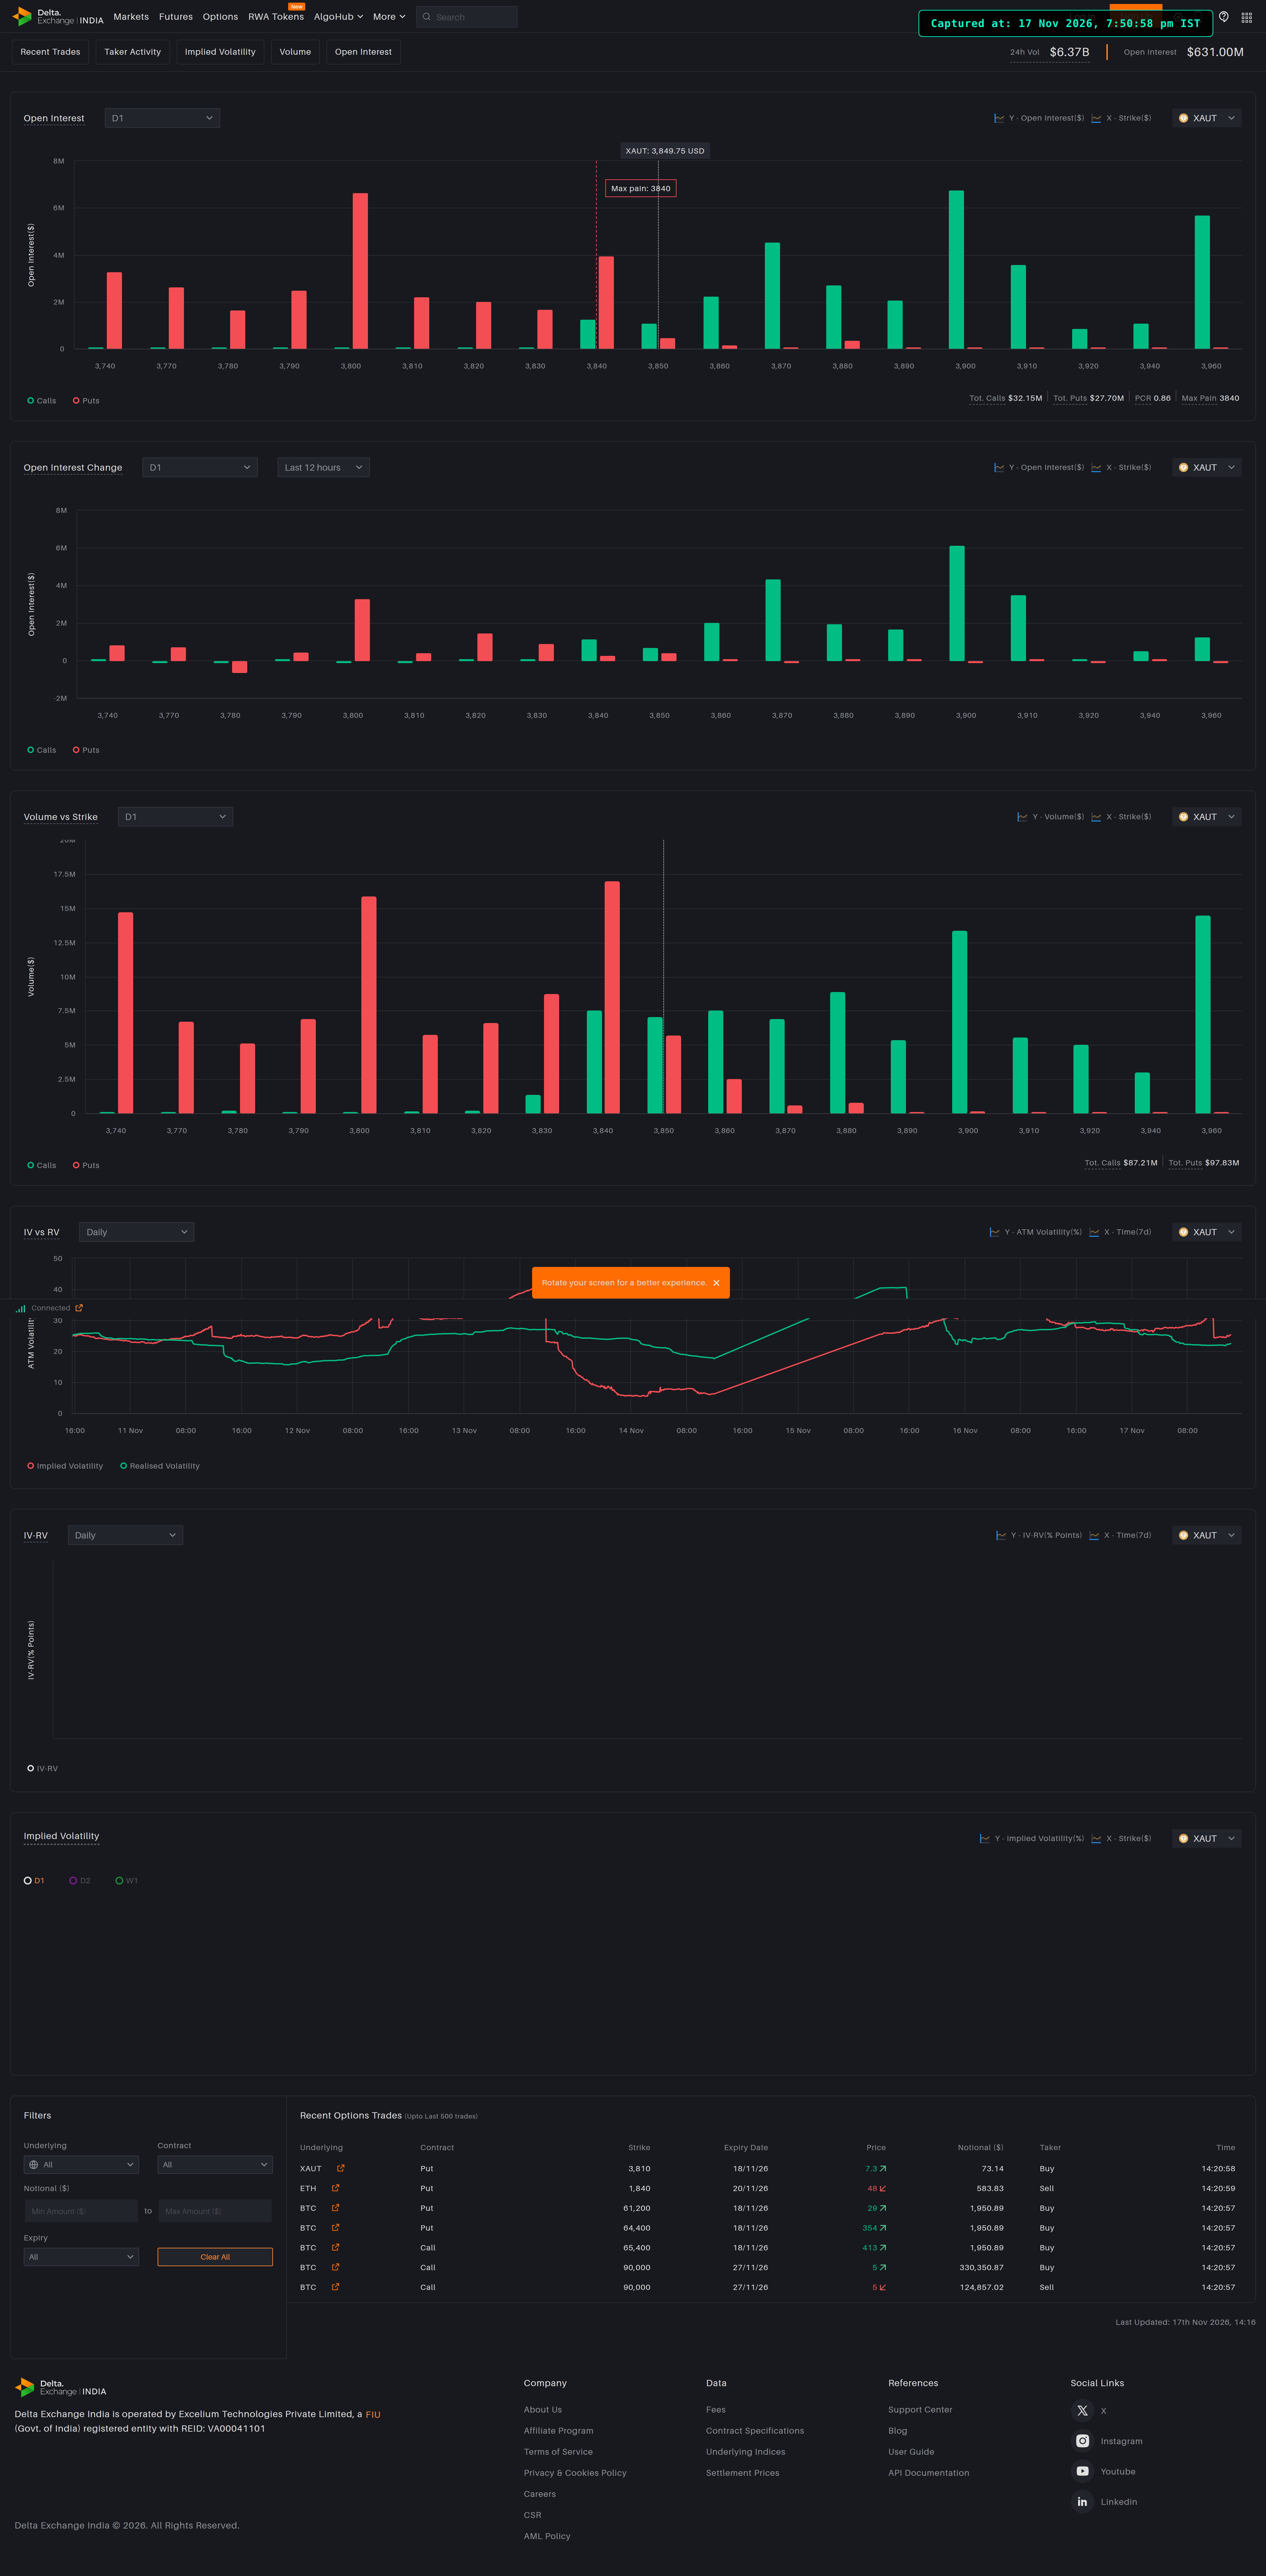 Delta. Exchange | INDIA Markets Futures Options RWA Tokens New AlgoHub More Search
Captured at: 17 Nov 2026, 7:50:58 pm IST
Recent Trades Taker Activity Implied Volatility Volume Open Interest 24h Vol $6.37B Open Interest $631.00M
Open Interest D1 Y - Open Interest($) X - Strike($) XAUT
XAUT: 3,849.75 USD
Max pain: 3840
8M
6M
4M
2M
0
Open Interest($)
3,740 3,770 3,780 3,790 3,800 3,810 3,820 3,830 3,840 3,850 3,860 3,870 3,880 3,890 3,900 3,910 3,920 3,940 3,960
Calls Puts Tot. Calls $32.15M Tot. Puts $27.70M PCR 0.86 Max Pain 3840
Open Interest Change D1 Last 12 hours Y - Open Interest($) X - Strike($) XAUT
8M
6M
4M
2M
0
-2M
Open Interest($)
3,740 3,770 3,780 3,790 3,800 3,810 3,820 3,830 3,840 3,850 3,860 3,870 3,880 3,890 3,900 3,910 3,920 3,940 3,960
Calls Puts
Volume vs Strike D1 Y - Volume($) X - Strike($) XAUT
20M
17.5M
15M
12.5M
10M
7.5M
5M
2.5M
0
Volume($)
3,740 3,770 3,780 3,790 3,800 3,810 3,820 3,830 3,840 3,850 3,860 3,870 3,880 3,890 3,900 3,910 3,920 3,940 3,960
Calls Puts Tot. Calls $87.21M Tot. Puts $97.83M
IV vs RV Daily Y - ATM Volatility(%) X - Time(7d) XAUT
50
40
Rotate your screen for a better experience.
Connected
30
20
10
0
ATM Volatilit
16:00 11 Nov 08:00 16:00 12 Nov 08:00 16:00 13 Nov 08:00 16:00 14 Nov 08:00 16:00 15 Nov 08:00 16:00 16 Nov 08:00 16:00 17 Nov 08:00
Implied Volatility Realised Volatility
IV-RV Daily Y - IV-RV(% Points) X - Time(7d) XAUT
IV-RV(% Points)
IV-RV
Implied Volatility Y - Implied Volatility(%) X - Strike($) XAUT
D1 D2 W1
Filters
Underlying Contract
All All
Notional ($)
Min Amount ($) to Max Amount ($)
Expiry
All Clear All
Recent Options Trades (Upto Last 500 trades)
Underlying Contract Strike Expiry Date Price Notional ($) Taker Time
XAUT Put 3,810 18/11/26 7.3 73.14 Buy 14:20:58
ETH Put 1,840 20/11/26 48 583.83 Sell 14:20:59
BTC Put 61,200 18/11/26 29 1,950.89 Buy 14:20:57
BTC Put 64,400 18/11/26 354 1,950.89 Buy 14:20:57
BTC Call 65,400 18/11/26 413 1,950.89 Buy 14:20:57
BTC Call 90,000 27/11/26 5 330,350.87 Buy 14:20:57
BTC Call 90,000 27/11/26 5 124,857.02 Sell 14:20:57
Last Updated: 17th Nov 2026, 14:16
Delta. Exchange | INDIA
Delta Exchange India is operated by Excelium Technologies Private Limited, a FIU
(Govt. of India) registered entity with REID: VA00041101
Delta Exchange India © 2026. All Rights Reserved.
Company
About Us
Affiliate Program
Terms of Service
Privacy & Cookies Policy
Careers
CSR
AML Policy
Data
Fees
Contract Specifications
Underlying Indices
Settlement Prices
References
Support Center
Blog
User Guide
API Documentation
Social Links
X
Instagram
Youtube
Linkedin